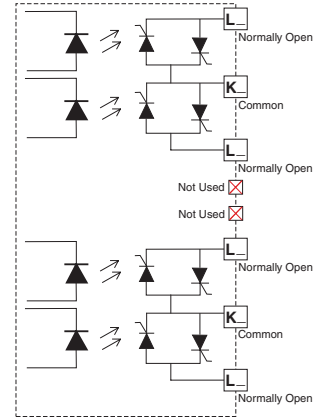 L_
Normally Open
K_
Common
L_
Normally Open
Not Used
Not Used
L_
Normally Open
K_
Common
L_
Normally Open